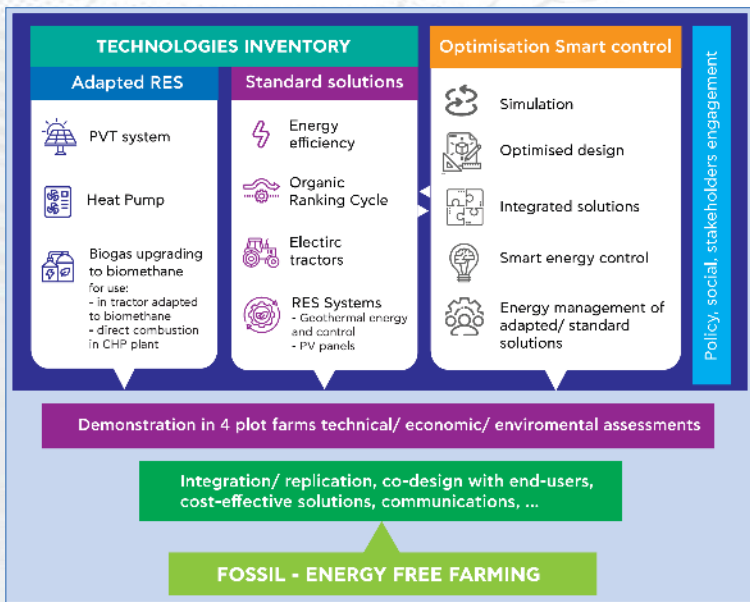 TECHNOLOGIES INVENTORY
Adapted RES
PVT system
Heat Pump
Biogas upgrading
to biomethane
for use:
- in tractor adapted
to biomethane
- direct combustion
in CHP plant
Standard solutions
Energy
efficiency
Organic
Ranking Cycle
Electirc
tractors
RES Systems
- Geothermal energy
and control
- PV panels
Optimisation Smart control
Simulation
Optimised design
Integrated solutions
Smart energy control
Energy management of
adapted/ standard
solutions
Policy, social, stakeholders engagement
Demonstration in 4 plot farms technical/ economic/ enviromental assessments
Integration/ replication, co-design with end-users,
cost-effective solutions, communications, ...
FOSSIL - ENERGY FREE FARMING